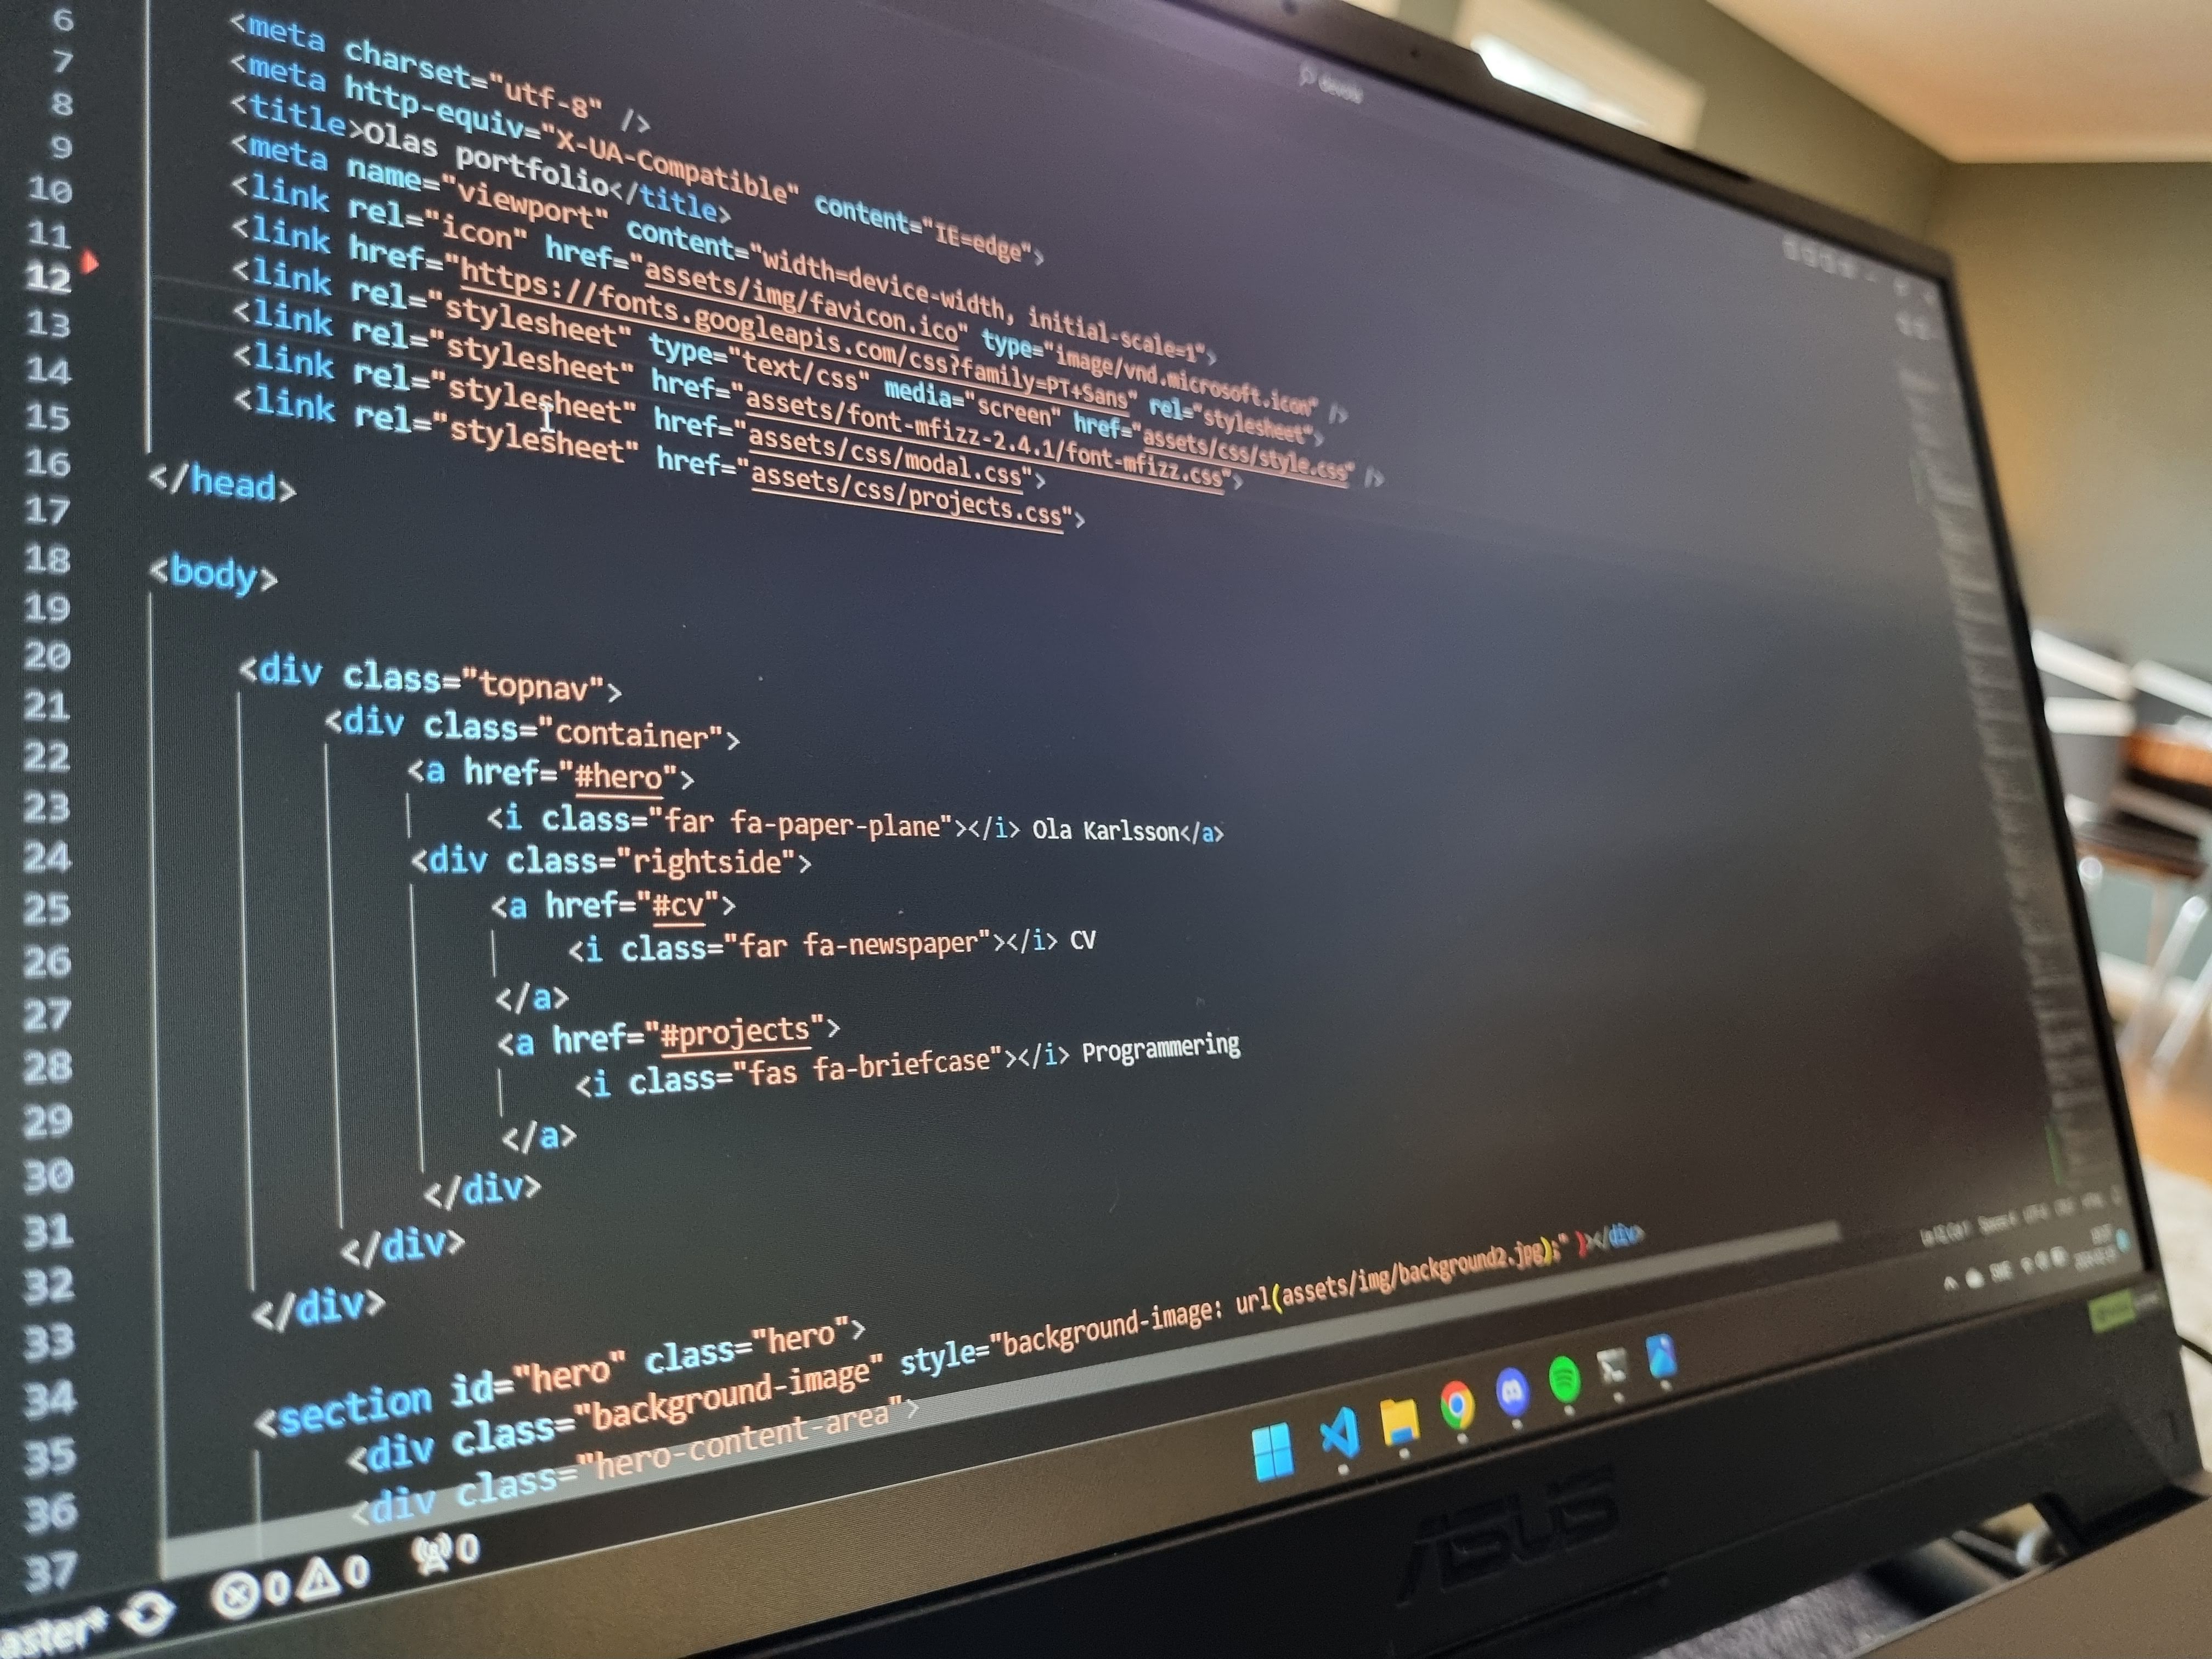 6 <meta charset="utf-8" />
7 <meta http-equiv="X-UA-Compatible" content="IE=edge">
8 <title>Olas portfolio</title>
9 <meta name="viewport" content="width=device-width, initial-scale=1">
10 <link rel="icon" href="assets/img/favicon.ico" type="image/vnd.microsoft.icon" />
11 <link href="https://fonts.googleapis.com/css?family=PT+Sans" rel="stylesheet">
12 <link rel="stylesheet" type="text/css" media="screen" href="assets/css/style.css" />
13 <link rel="stylesheet" href="assets/font-mfizz-2.4.1/font-mfizz.css">
14 <link rel="stylesheet" href="assets/css/modal.css">
15 <link rel="stylesheet" href="assets/css/projects.css">
16 </head>
17
18 <body>
19
20 <div class="topnav">
21 <div class="container">
22 <a href="#hero">
23 <i class="far fa-paper-plane"></i> Ola Karlsson</a>
24 <div class="rightside">
25 <a href="#cv">
26 <i class="far fa-newspaper"></i> CV
27 </a>
28 <a href="#projects">
29 <i class="fas fa-briefcase"></i> Programmering
30 </a>
31 </div>
32 </div>
33 </div>
34 <section id="hero" class="hero">
35 <div class="background-image" style="background-image: url(assets/img/background2.jpg);" }></div>
36 <div class="hero-content-area">
37
aster* 0 0 0
SWE
ASUS